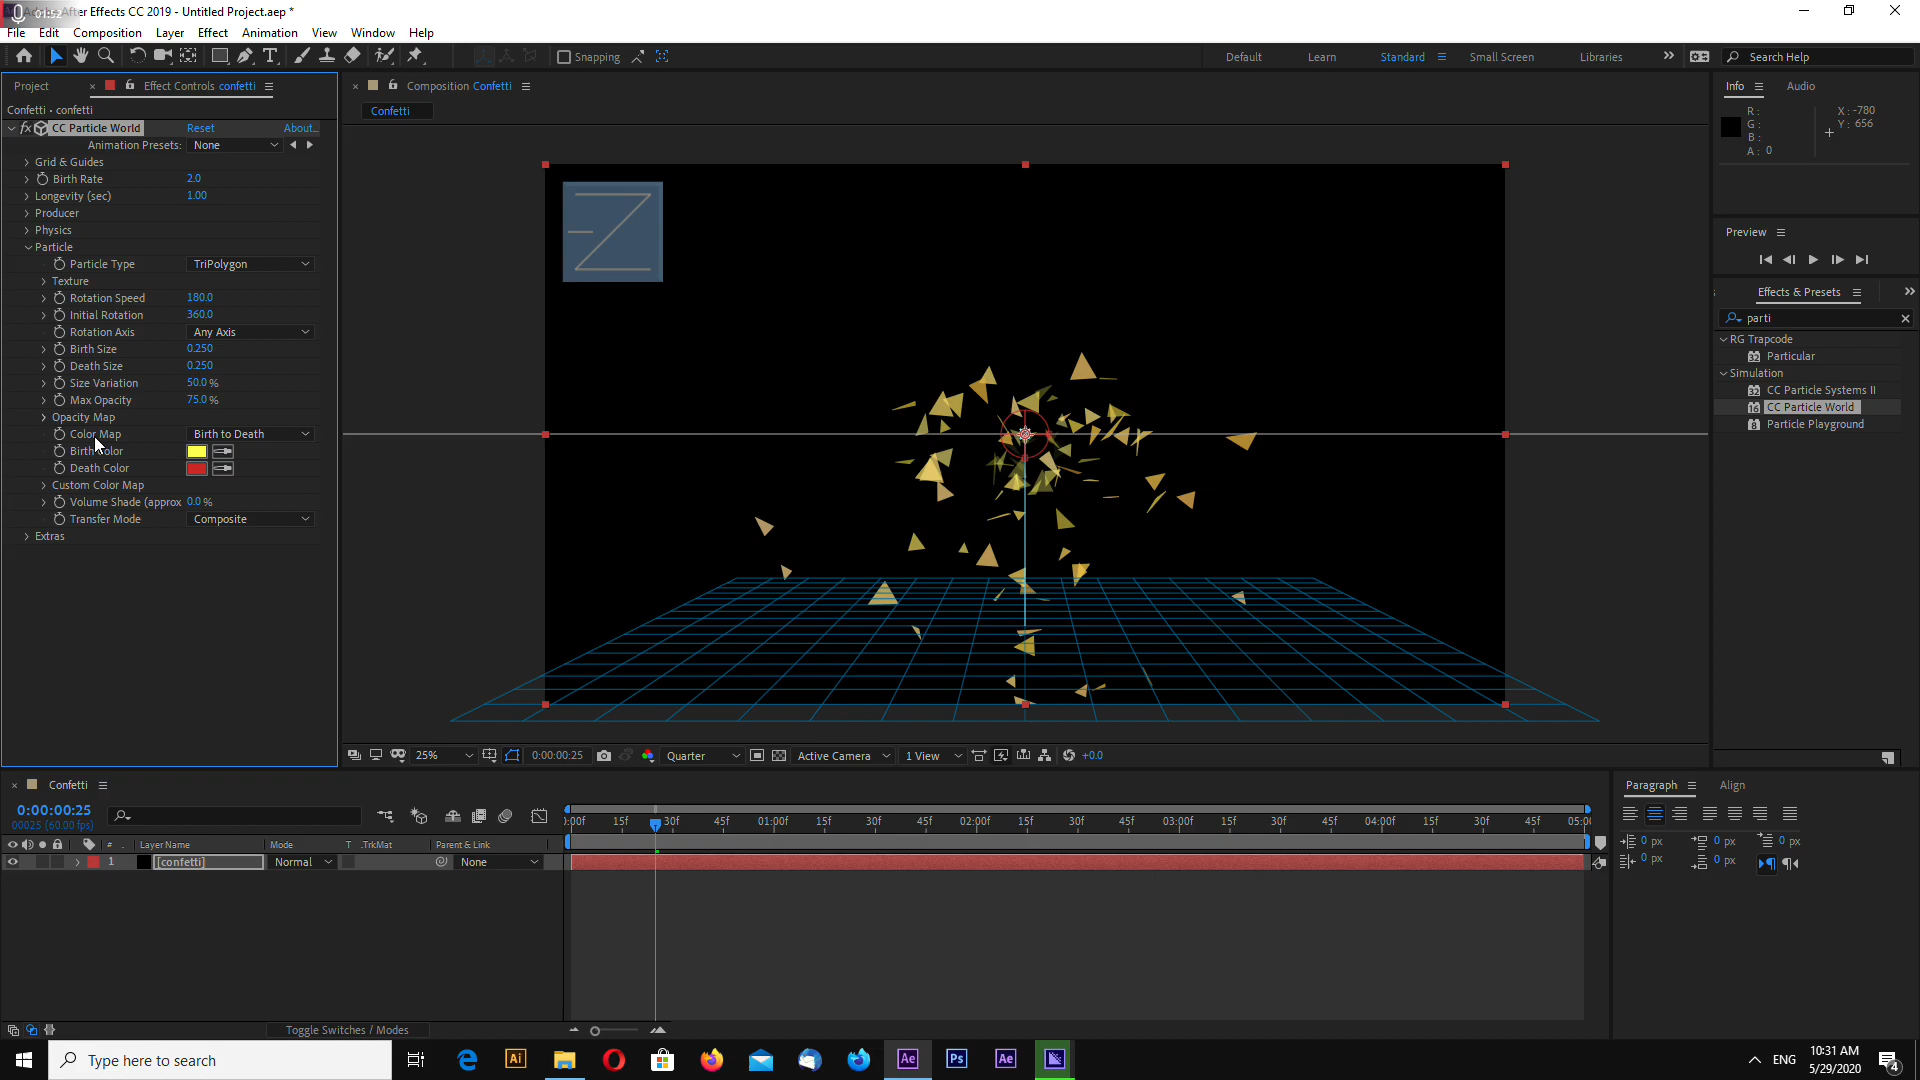 01:52
After Effects CC 2019 - Untitled Project.aep *
File Edit Composition Layer Effect Animation View Window Help
Snapping
Default Learn Standard Small Screen Libraries
Search Help
Project
Effect Controls confetti
Confetti • confetti
fx CC Particle World Reset About...
Animation Presets: None
Grid & Guides
Birth Rate 2.0
Longevity (sec) 1.00
Producer
Physics
Particle
Particle Type TriPolygon
Texture
Rotation Speed 180.0
Initial Rotation 360.0
Rotation Axis Any Axis
Birth Size 0.250
Death Size 0.250
Size Variation 50.0 %
Max Opacity 75.0 %
Opacity Map
Color Map Birth to Death
Birth Color
Death Color
Custom Color Map
Volume Shade (approx 0.0 %
Transfer Mode Composite
Extras
Composition Confetti
Confetti
25% 0:00:00:25 Quarter Active Camera 1 View +0.0
Info Audio
R: X: -780
G: Y: 656
B:
A: 0
Preview
Effects & Presets
parti
RG Trapcode
Particular
Simulation
CC Particle Systems II
CC Particle World
Particle Playground
Confetti
0:00:00:25
00025 (60.00 fps)
# Layer Name Mode T .TrkMat Parent & Link
1 [confetti] Normal None
):00f 15f 30f 45f 01:00f 15f 30f 45f 02:00f 15f 30f 45f 03:00f 15f 30f 45f 04:00f 15f 30f 45f 05:00
Toggle Switches / Modes
Paragraph Align
0 px 0 px 0 px
0 px 0 px
Type here to search
Ai Ae Ps Ae
ENG
10:31 AM
5/29/2020
4